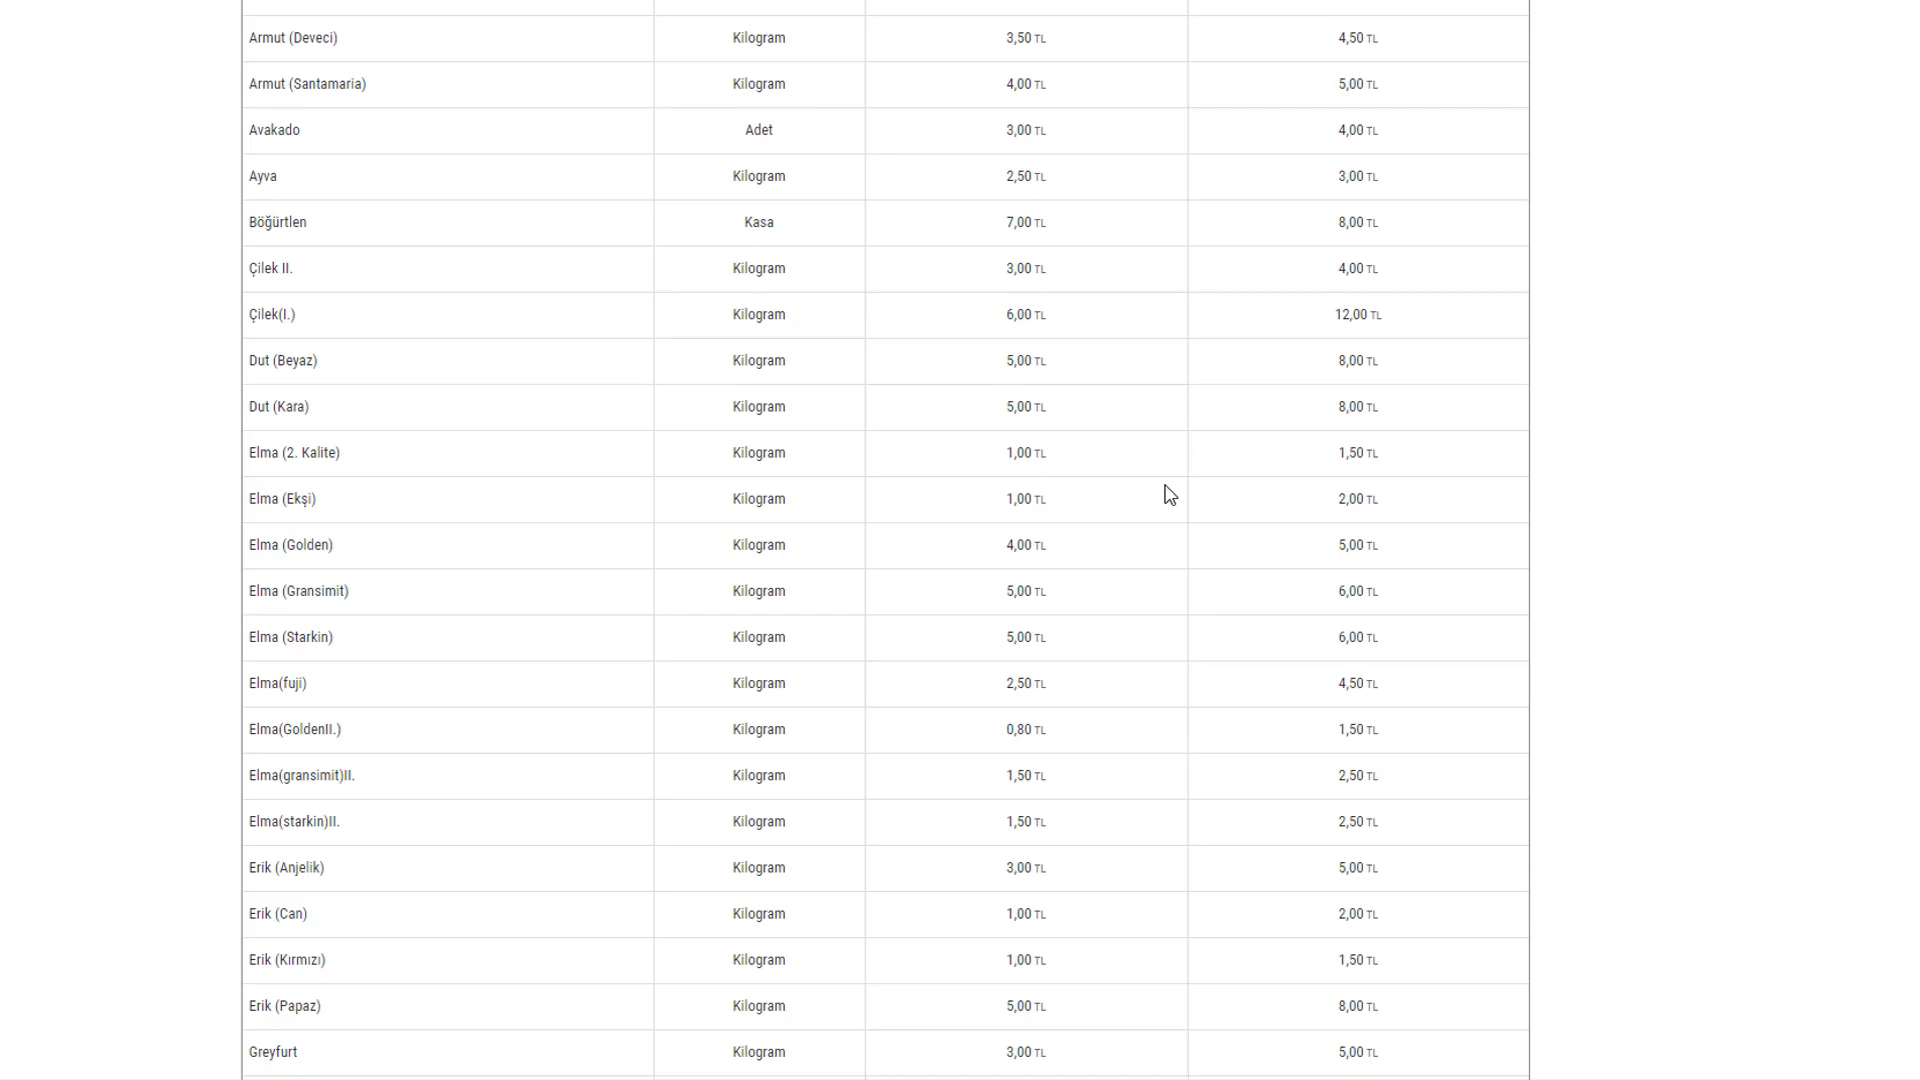 Armut (Deveci) Kilogram 3,50 TL 4,50 TL
Armut (Santamaria) Kilogram 4,00 TL 5,00 TL
Avakado Adet 3,00 TL 4,00 TL
Ayva Kilogram 2,50 TL 3,00 TL
Böğürtlen Kasa 7,00 TL 8,00 TL
Çilek II. Kilogram 3,00 TL 4,00 TL
Çilek(I.) Kilogram 6,00 TL 12,00 TL
Dut (Beyaz) Kilogram 5,00 TL 8,00 TL
Dut (Kara) Kilogram 5,00 TL 8,00 TL
Elma (2. Kalite) Kilogram 1,00 TL 1,50 TL
Elma (Ekşi) Kilogram 1,00 TL 2,00 TL
Elma (Golden) Kilogram 4,00 TL 5,00 TL
Elma (Gransimit) Kilogram 5,00 TL 6,00 TL
Elma (Starkin) Kilogram 5,00 TL 6,00 TL
Elma(fuji) Kilogram 2,50 TL 4,50 TL
Elma(GoldenII.) Kilogram 0,80 TL 1,50 TL
Elma(gransimit)II. Kilogram 1,50 TL 2,50 TL
Elma(starkin)II. Kilogram 1,50 TL 2,50 TL
Erik (Anjelik) Kilogram 3,00 TL 5,00 TL
Erik (Can) Kilogram 1,00 TL 2,00 TL
Erik (Kırmızı) Kilogram 1,00 TL 1,50 TL
Erik (Papaz) Kilogram 5,00 TL 8,00 TL
Greyfurt Kilogram 3,00 TL 5,00 TL